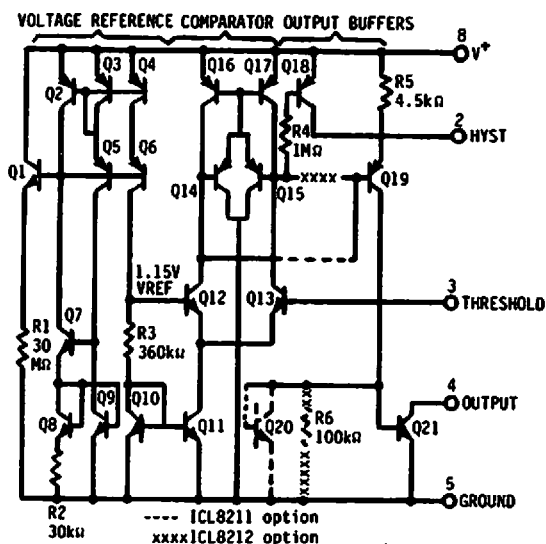 VOLTAGE REFERENCE COMPARATOR OUTPUT BUFFERS
8
V+
Q3
Q4
Q16
Q17
Q18
Q2
R5
4.5kΩ
2
HYST
R4
1MΩ
Q5
Q6
Q1
Q14
Q15
xxxx
Q19
1.15V
VREF
Q12
Q13
3
THRESHOLD
R1
30
MΩ
Q7
R3
360kΩ
4
OUTPUT
Q8
Q9
Q10
Q11
Q20
R6
100kΩ
Q21
5
GROUND
R2
30kΩ
---- ICL8211 option
xxxxICL8212 option